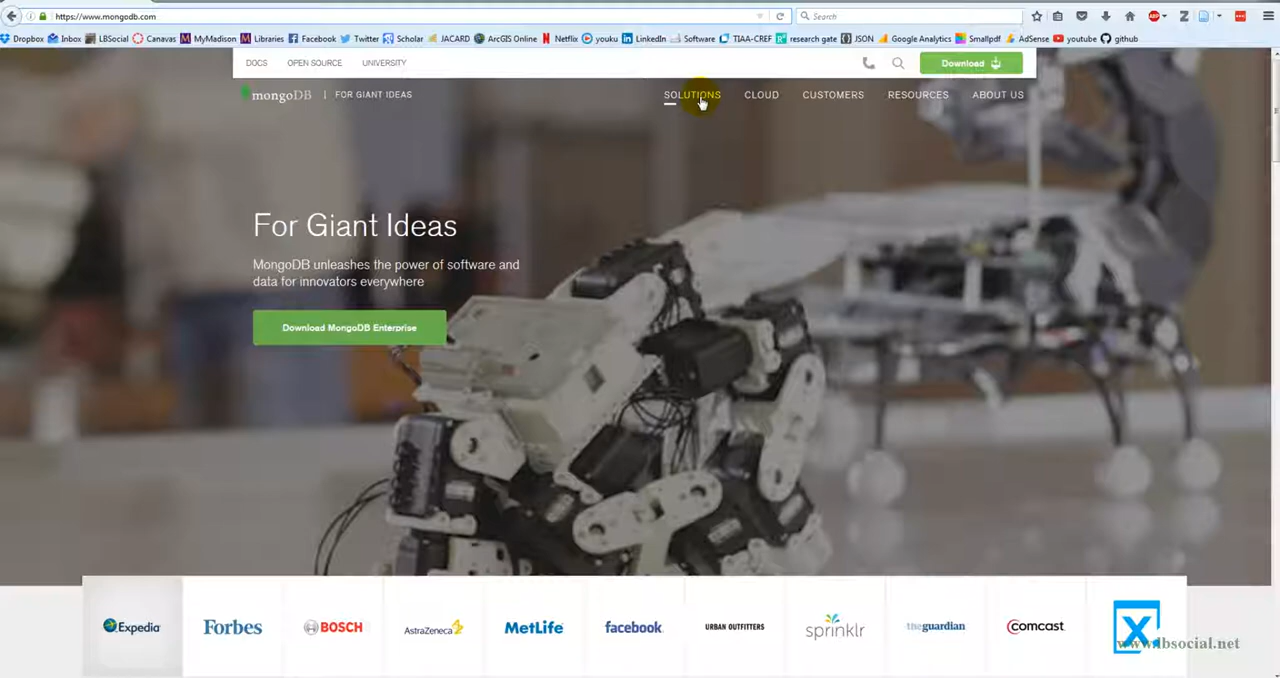 https://www.mongodb.com
Search
ABP
Dropbox Inbox LBSocial Canavas MyMadison Libraries Facebook Twitter Scholar JACARD ArcGIS Online Netflix youku LinkedIn Software TIAA-CREF research gate JSON Google Analytics Smallpdf AdSense youtube github
DOCS OPEN SOURCE UNIVERSITY
Download
mongoDB | FOR GIANT IDEAS
SOLUTIONS CLOUD CUSTOMERS RESOURCES ABOUT US
For Giant Ideas
MongoDB unleashes the power of software and
data for innovators everywhere
Download MongoDB Enterprise
Expedia Forbes BOSCH AstraZeneca MetLife facebook URBAN OUTFITTERS sprinklr theguardian comcast
www.lbsocial.net